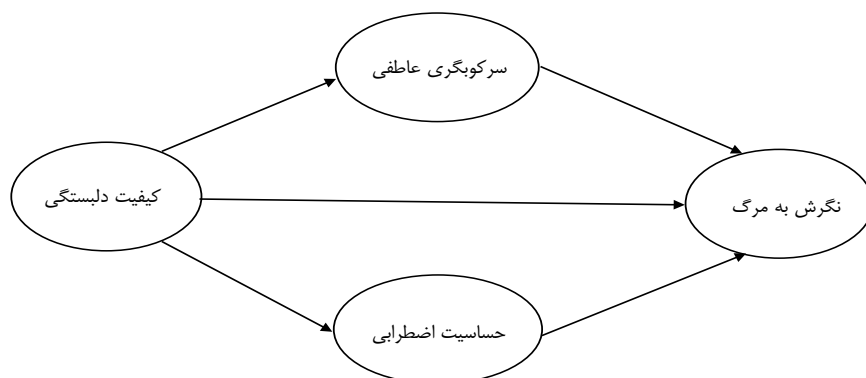 سرکوبگری عاطفی
کیفیت دلبستگی
نگرش به مرگ
حساسیت اضطرابی